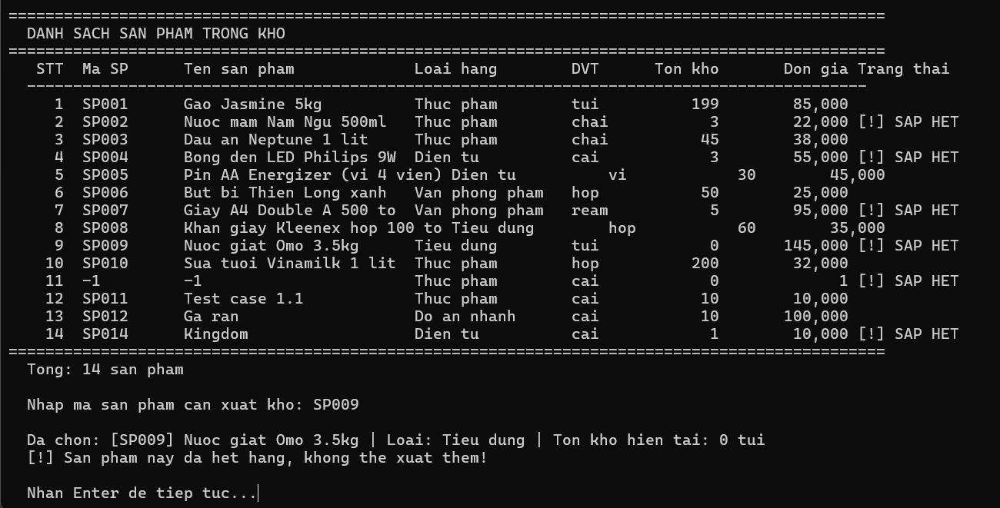 ===============================================================================================
DANH SACH SAN PHAM TRONG KHO
===============================================================================================
STT  Ma SP      Ten san pham             Loai hang        DVT      Ton kho       Don gia Trang thai
-------------------------------------------------------------------------------------------
1  SP001      Gao Jasmine 5kg          Thuc pham        tui          199        85,000
2  SP002      Nuoc mam Nam Ngu 500ml   Thuc pham        chai           3        22,000 [!] SAP HET
3  SP003      Dau an Neptune 1 lit     Thuc pham        chai          45        38,000
4  SP004      Bong den LED Philips 9W  Dien tu          cai            3        55,000 [!] SAP HET
5  SP005      Pin AA Energizer (vi 4 vien) Dien tu          vi            30        45,000
6  SP006      But bi Thien Long xanh   Van phong pham   hop           50        25,000
7  SP007      Giay A4 Double A 500 to  Van phong pham   ream           5        95,000 [!] SAP HET
8  SP008      Khan giay Kleenex hop 100 to Tieu dung        hop           60        35,000
9  SP009      Nuoc giat Omo 3.5kg      Tieu dung        tui            0       145,000 [!] SAP HET
10  SP010      Sua tuoi Vinamilk 1 lit  Thuc pham        hop          200        32,000
11  -1         -1                       Thuc pham        cai            0             1 [!] SAP HET
12  SP011      Test case 1.1            Thuc pham        cai           10        10,000
13  SP012      Ga ran                   Do an nhanh      cai           10       100,000
14  SP014      Kingdom                  Dien tu          cai            1        10,000 [!] SAP HET
===============================================================================================
Tong: 14 san pham
Nhap ma san pham can xuat kho: SP009
Da chon: [SP009] Nuoc giat Omo 3.5kg | Loai: Tieu dung | Ton kho hien tai: 0 tui
[!] San pham nay da het hang, khong the xuat them!
Nhan Enter de tiep tuc...